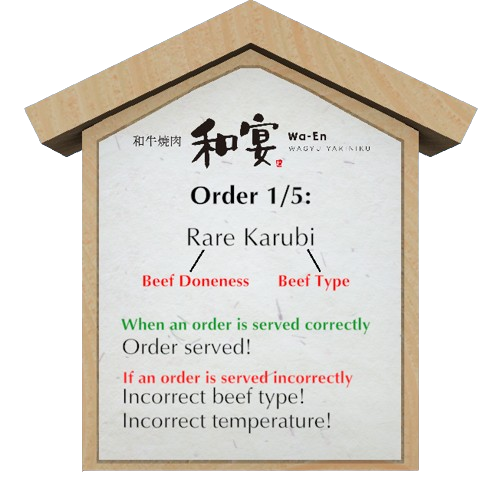 和牛燒肉 和宴 Wa-En
WAGYU YAKINIKU
Order 1/5:
Rare Karubi
Beef Doneness Beef Type
When an order is served correctly
Order served!
If an order is served incorrectly
Incorrect beef type!
Incorrect temperature!